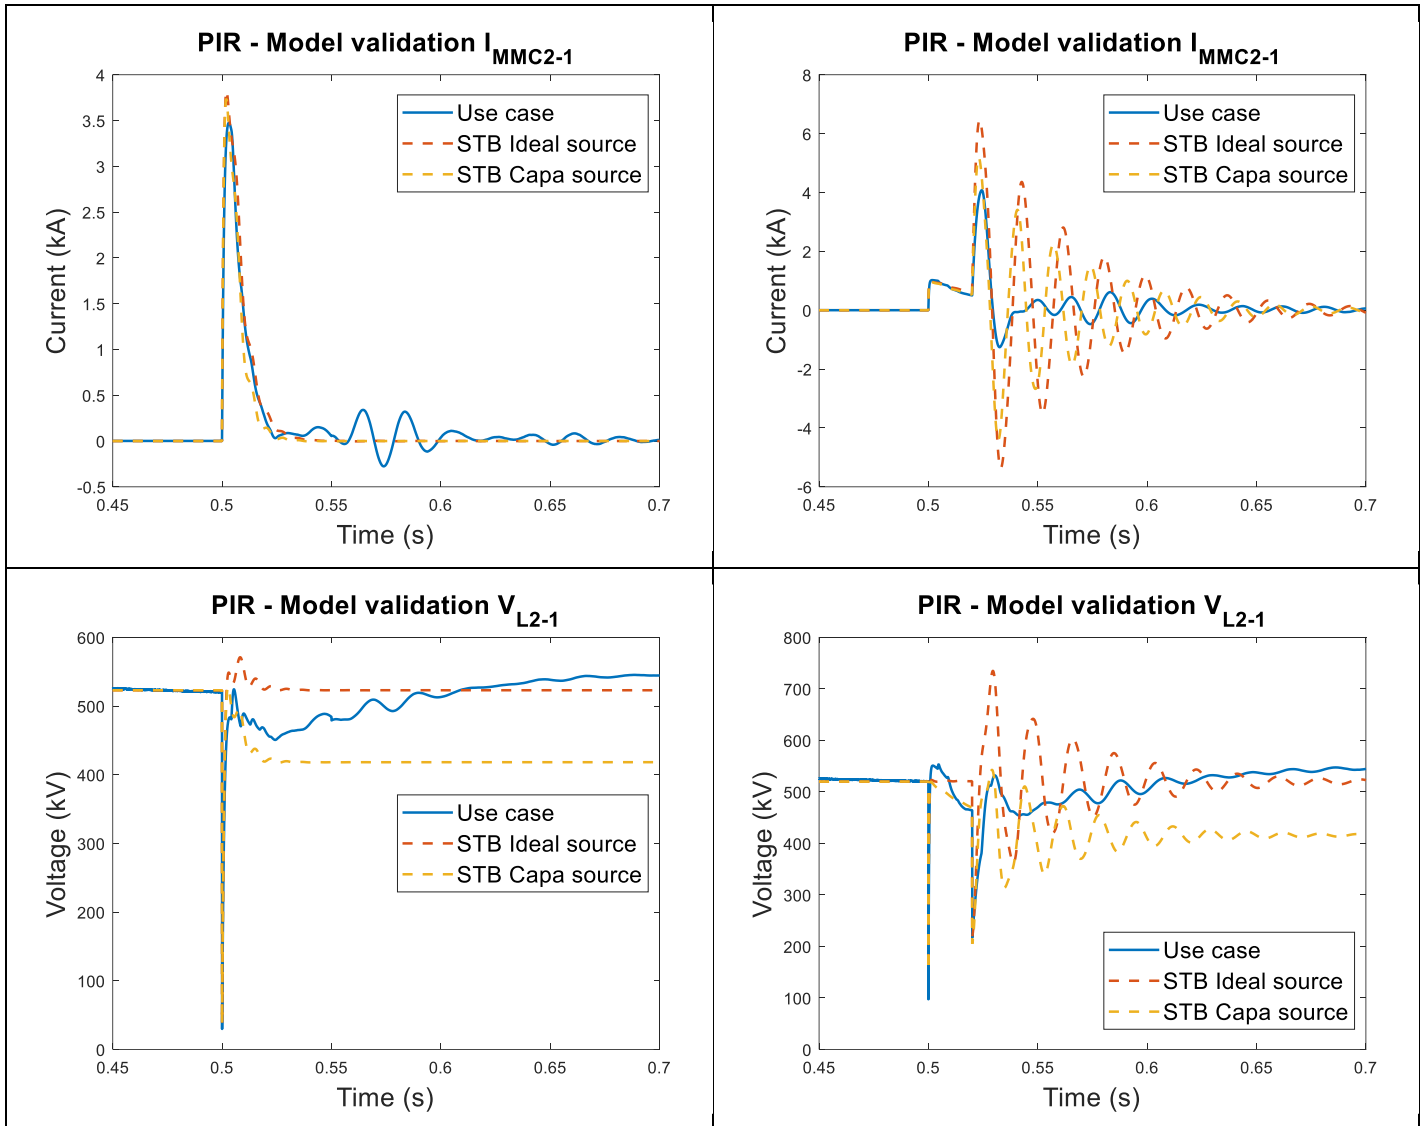 PIR - Model validation I MMC2-1
4
3.5
3
2.5
2
1.5
1
0.5
0
-0.5
Current (kA)
Use case
STB Ideal source
STB Capa source
0.45 0.5 0.55 0.6 0.65 0.7
Time (s)
PIR - Model validation I MMC2-1
8
6
4
2
0
-2
-4
-6
Current (kA)
Use case
STB Ideal source
STB Capa source
0.45 0.5 0.55 0.6 0.65 0.7
Time (s)
PIR - Model validation V L2-1
600
500
400
300
200
100
0
Voltage (kV)
Use case
STB Ideal source
STB Capa source
0.45 0.5 0.55 0.6 0.65 0.7
Time (s)
PIR - Model validation V L2-1
800
700
600
500
400
300
200
100
0
Voltage (kV)
Use case
STB Ideal source
STB Capa source
0.45 0.5 0.55 0.6 0.65 0.7
Time (s)